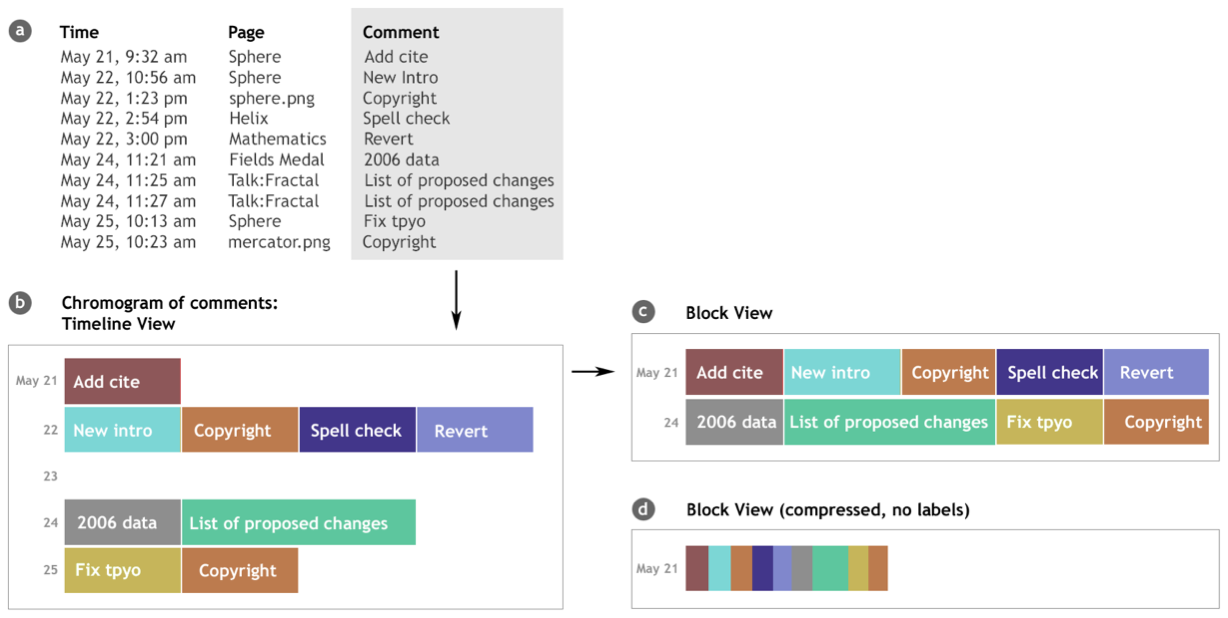 a
Time Page Comment
May 21, 9:32 am Sphere Add cite
May 22, 10:56 am Sphere New Intro
May 22, 1:23 pm sphere.png Copyright
May 22, 2:54 pm Helix Spell check
May 22, 3:00 pm Mathematics Revert
May 24, 11:21 am Fields Medal 2006 data
May 24, 11:25 am Talk:Fractal List of proposed changes
May 24, 11:27 am Talk:Fractal List of proposed changes
May 25, 10:13 am Sphere Fix tpyo
May 25, 10:23 am mercator.png Copyright
b
Chromogram of comments:
Timeline View
May 21 Add cite
22 New intro Copyright Spell check Revert
23
24 2006 data List of proposed changes
25 Fix tpyo Copyright
c
Block View
May 21 Add cite New intro Copyright Spell check Revert
24 2006 data List of proposed changes Fix tpyo Copyright
d
Block View (compressed, no labels)
May 21